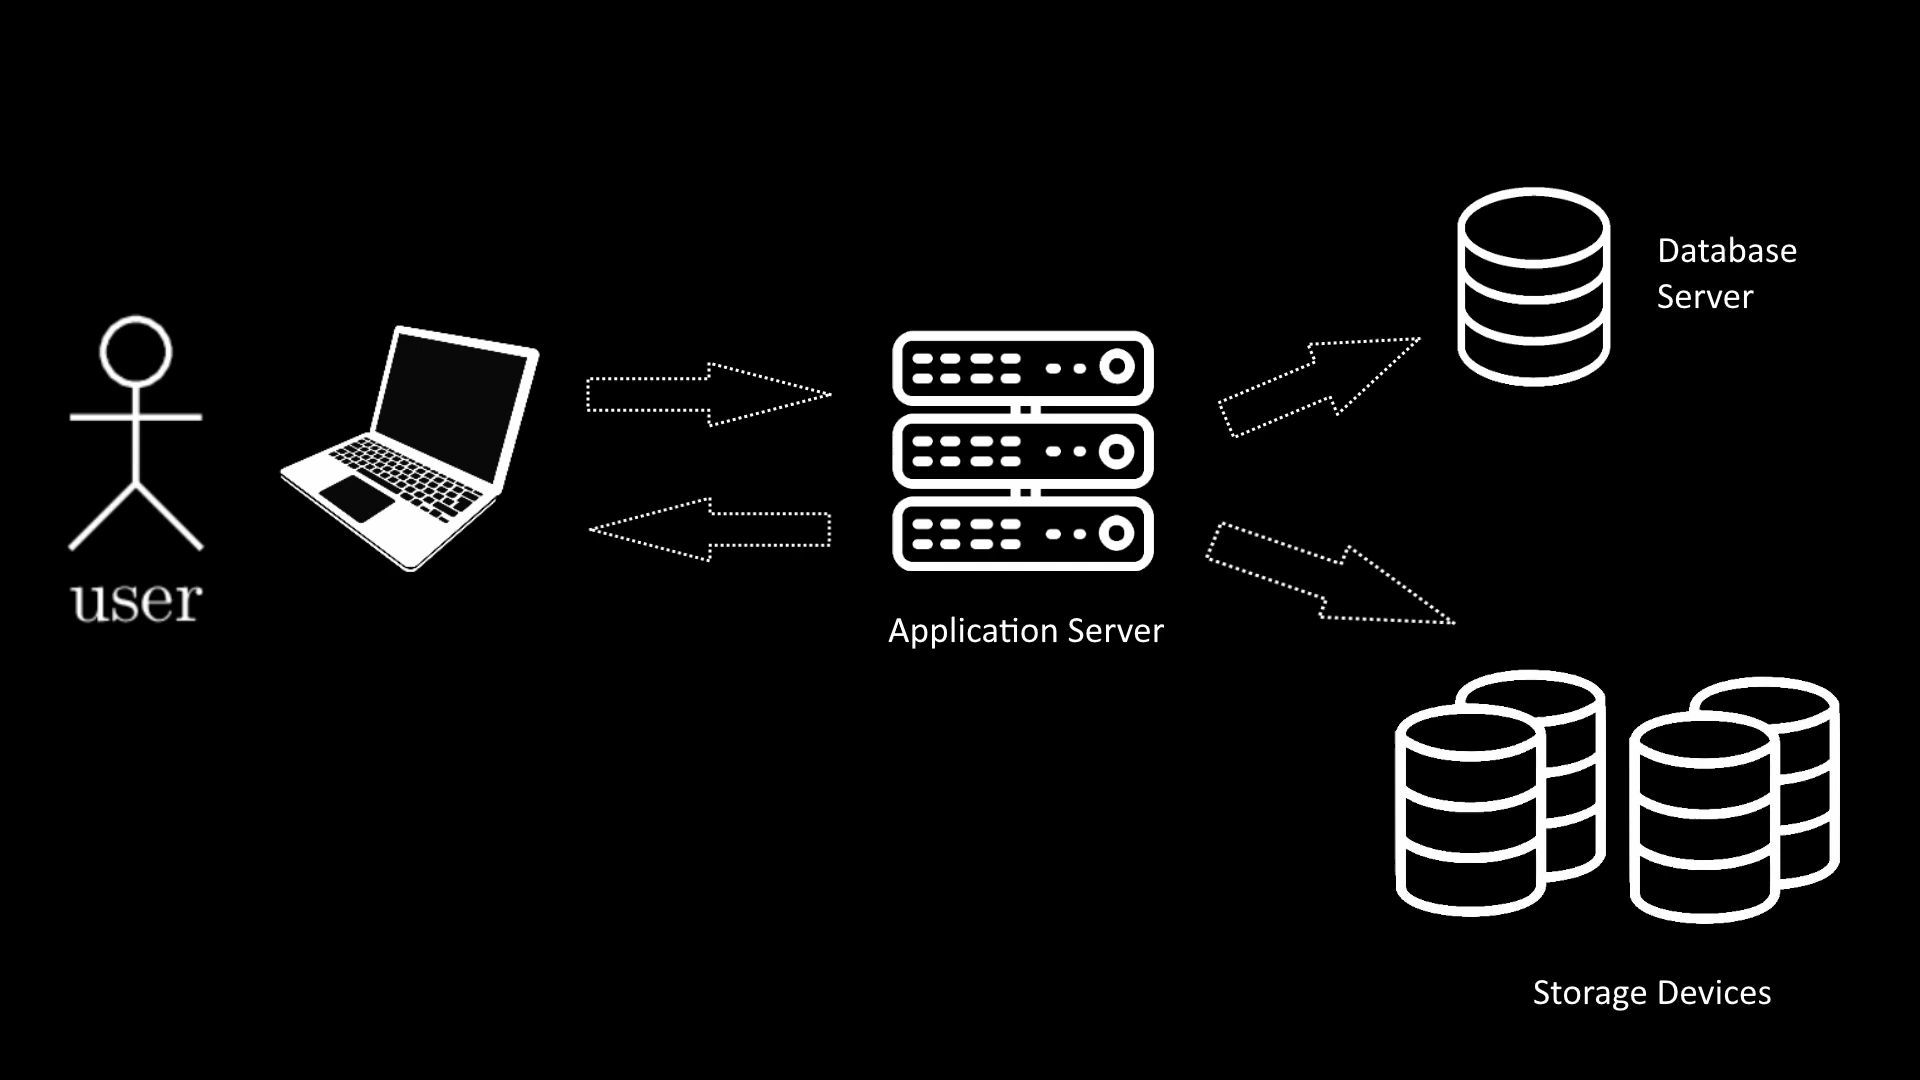 user
Application Server
Database
Server
Storage Devices